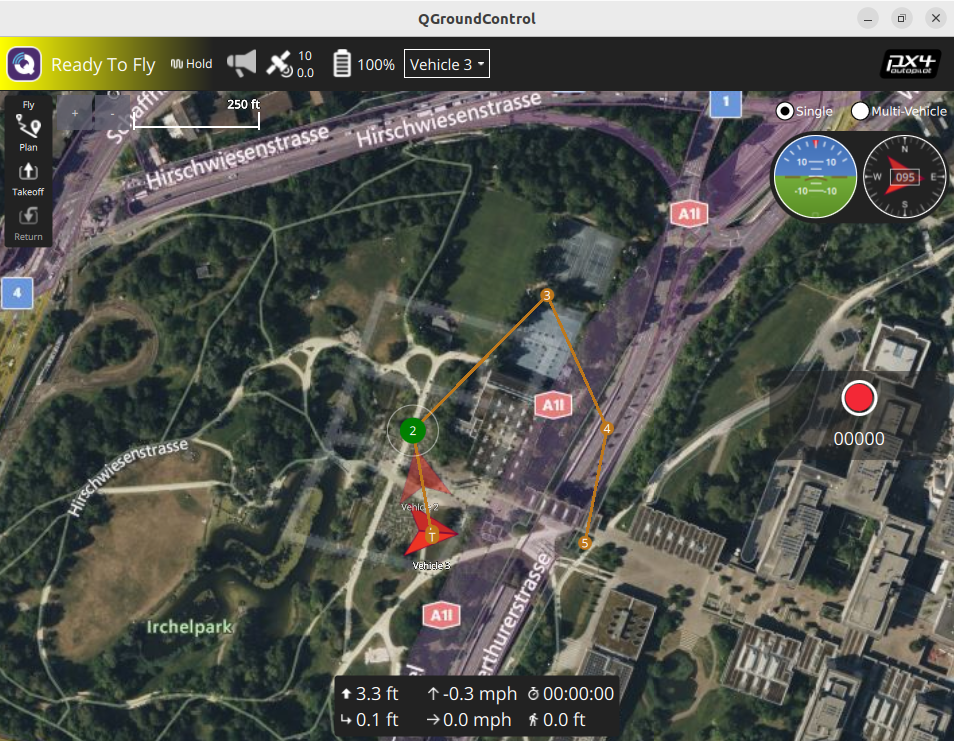 QGroundControl
Ready To Fly
Hold
10
0.0
100%
Vehicle 3
px4
autopilot
Fly
+
-
250 ft
1
Single
Multi-Vehicle
Plan
Hirschwiesenstrasse
Hirschwiesenstrasse
10 10
-10 -10
N
W 095 E
S
Takeoff
Return
A1l
4
3
A1l
2
4
00000
Hirschwiesenstrasse
Vehicle 2
T
5
Vehicle 3
A1l
Irchelpark
3.3 ft
-0.3 mph
00:00:00
0.1 ft
0.0 mph
0.0 ft